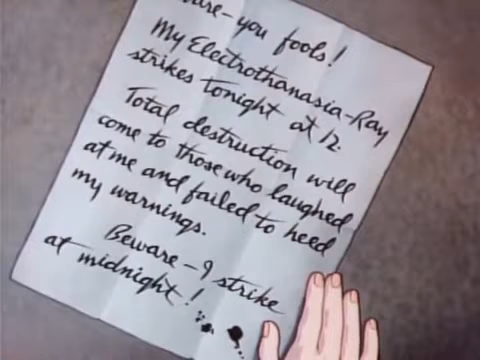 you fools!
My Electrothanasia-Ray
strikes tonight at 12.
Total destruction will
come to those who laughed
at me and failed to heed
my warnings.
Beware-I strike
at midnight!